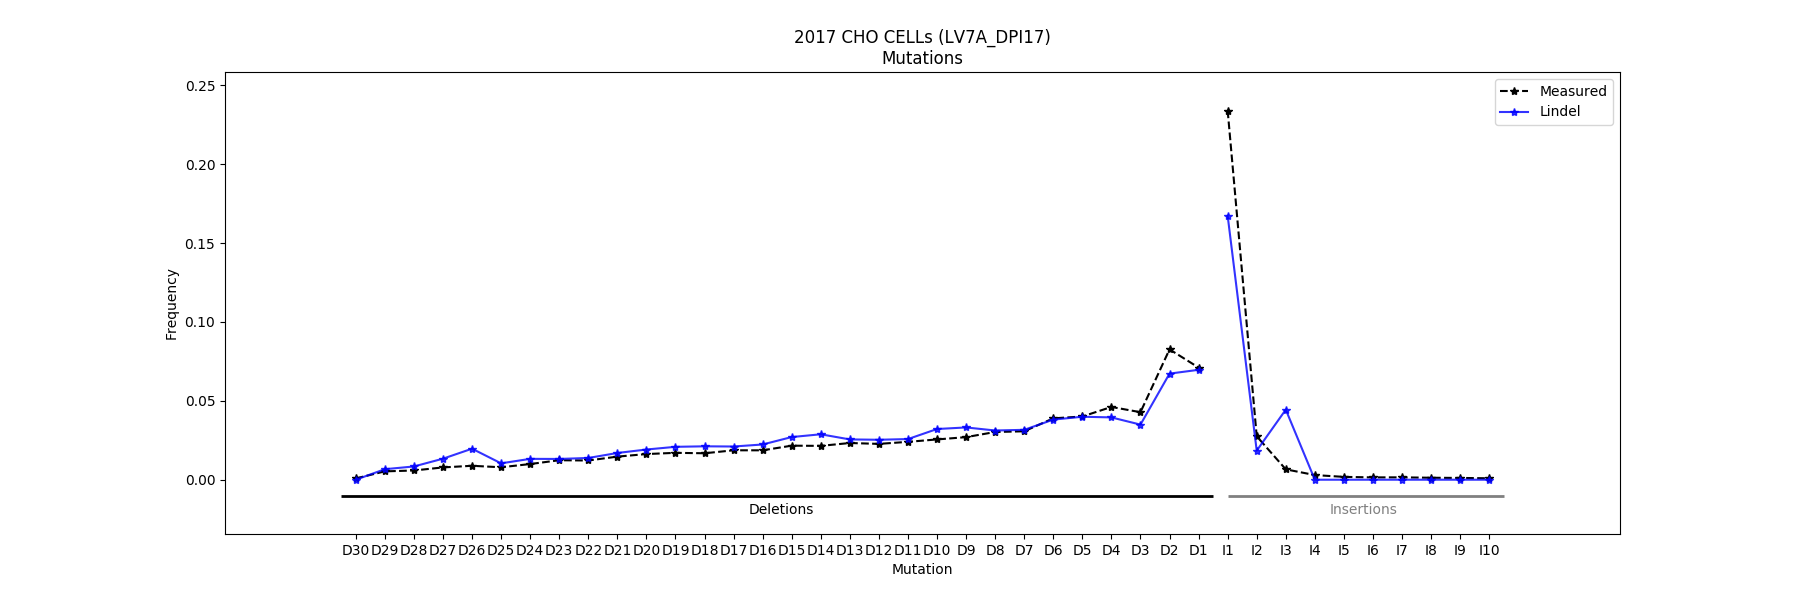 2017 CHO CELLs (LV7A_DPI17)
Mutations
Measured
Lindel
0.25
0.20
0.15
0.10
0.05
0.00
Frequency
Deletions
Insertions
D30 D29 D28 D27 D26 D25 D24 D23 D22 D21 D20 D19 D18 D17 D16 D15 D14 D13 D12 D11 D10 D9 D8 D7 D6 D5 D4 D3 D2 D1 I1 I2 I3 I4 I5 I6 I7 I8 I9 I10
Mutation